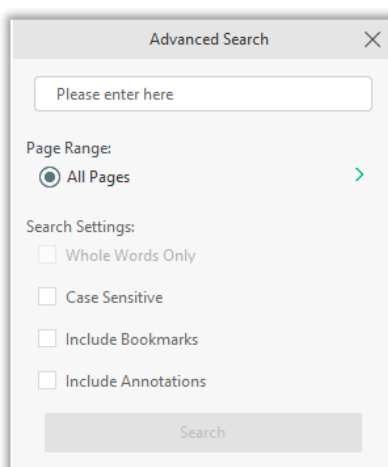 Advanced Search
Please enter here
Page Range:
All Pages
Search Settings:
Whole Words Only
Case Sensitive
Include Bookmarks
Include Annotations
Search